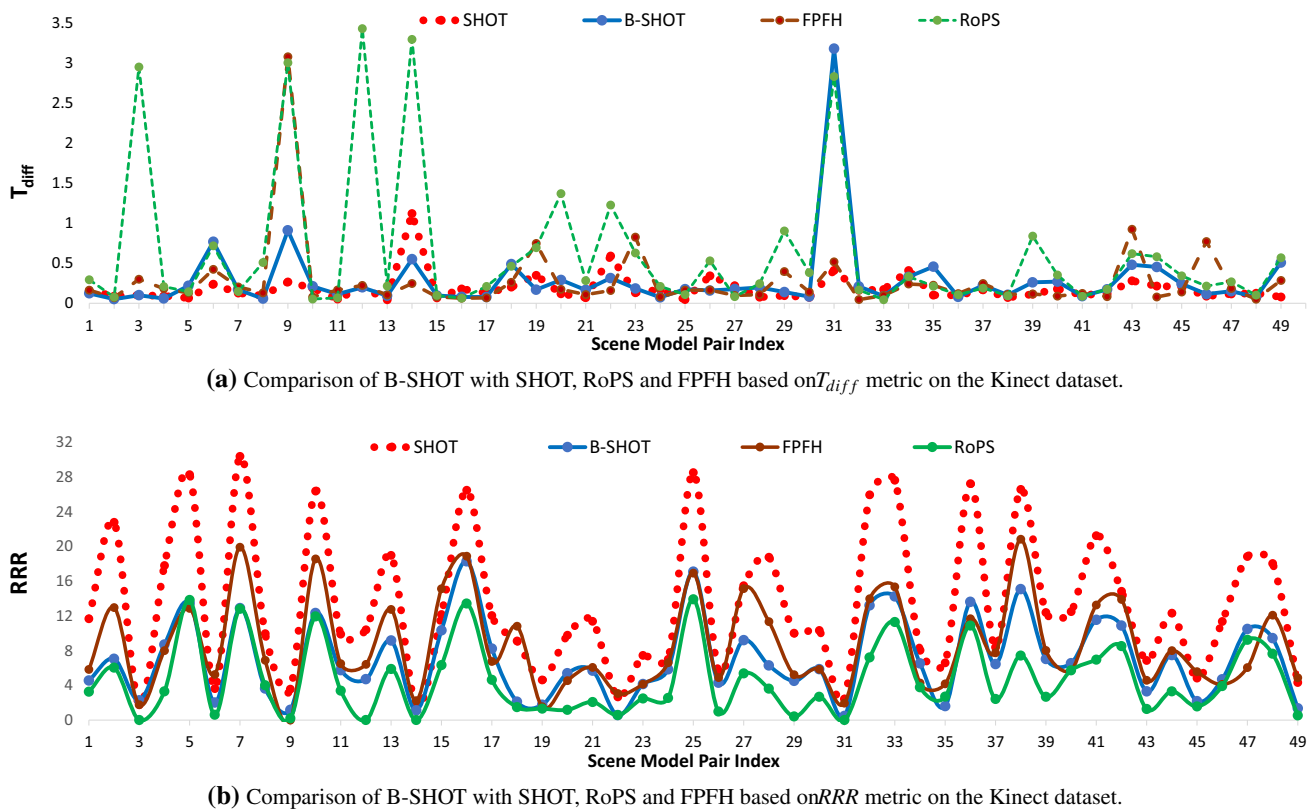 3.5
3
2.5
2
1.5
1
0.5
0
T_diff
SHOT B-SHOT FPFH RoPS
1 3 5 7 9 11 13 15 17 19 21 23 25 27 29 31 33 35 37 39 41 43 45 47 49
Scene Model Pair Index
(a) Comparison of B-SHOT with SHOT, RoPS and FPFH based onT_diff metric on the Kinect dataset.
32
28
24
20
16
12
8
4
0
RRR
SHOT B-SHOT FPFH RoPS
1 3 5 7 9 11 13 15 17 19 21 23 25 27 29 31 33 35 37 39 41 43 45 47 49
Scene Model Pair Index
(b) Comparison of B-SHOT with SHOT, RoPS and FPFH based onRRR metric on the Kinect dataset.